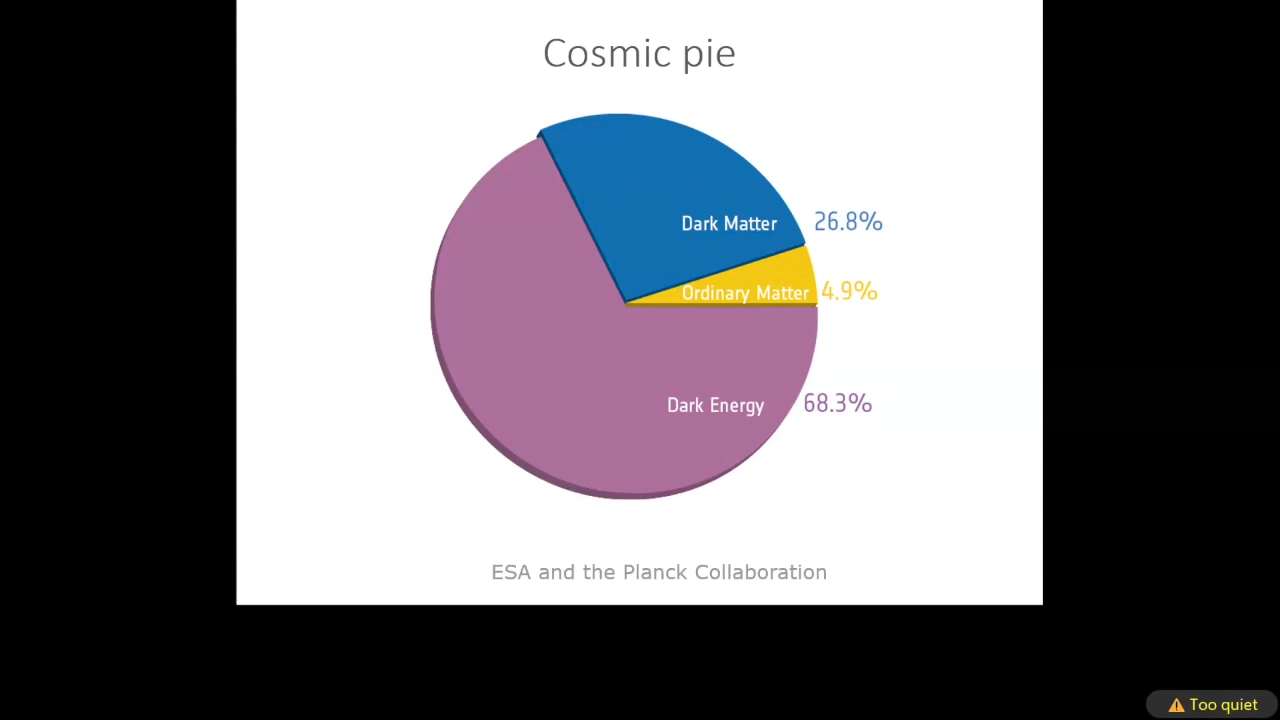 Cosmic pie
Dark Matter 26.8%
Ordinary Matter 4.9%
Dark Energy 68.3%
ESA and the Planck Collaboration
Too quiet